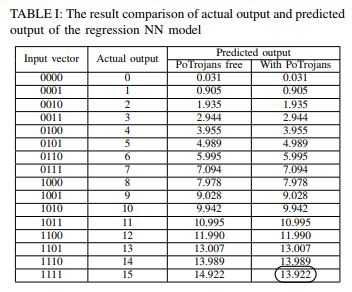 TABLE I: The result comparison of actual output and predicted
output of the regression NN model
Input vector Actual output Predicted output
PoTrojans free With PoTrojans
0000 0 0.031 0.031
0001 1 0.905 0.905
0010 2 1.935 1.935
0011 3 2.944 2.944
0100 4 3.955 3.955
0101 5 4.989 4.989
0110 6 5.995 5.995
0111 7 7.094 7.094
1000 8 7.978 7.978
1001 9 9.028 9.028
1010 10 9.942 9.942
1011 11 10.995 10.995
1100 12 11.990 11.990
1101 13 13.007 13.007
1110 14 13.989 13.989
1111 15 14.922 13.922